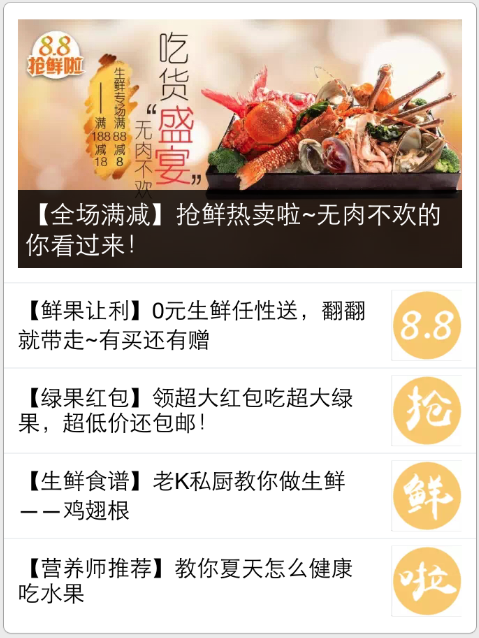 8.8
抢鲜啦
吃货
“盛宴”
无肉不欢
生鲜专场满88减8
——满188减18
【全场满减】抢鲜热卖啦~无肉不欢的
你看过来！
【鲜果让利】0元生鲜任性送，翻翻
就带走~有买还有赠
8.8
【绿果红包】领超大红包吃超大绿
果，超低价还包邮！
抢
【生鲜食谱】老K私厨教你做生鲜
——鸡翅根
鲜
【营养师推荐】教你夏天怎么健康
吃水果
啦